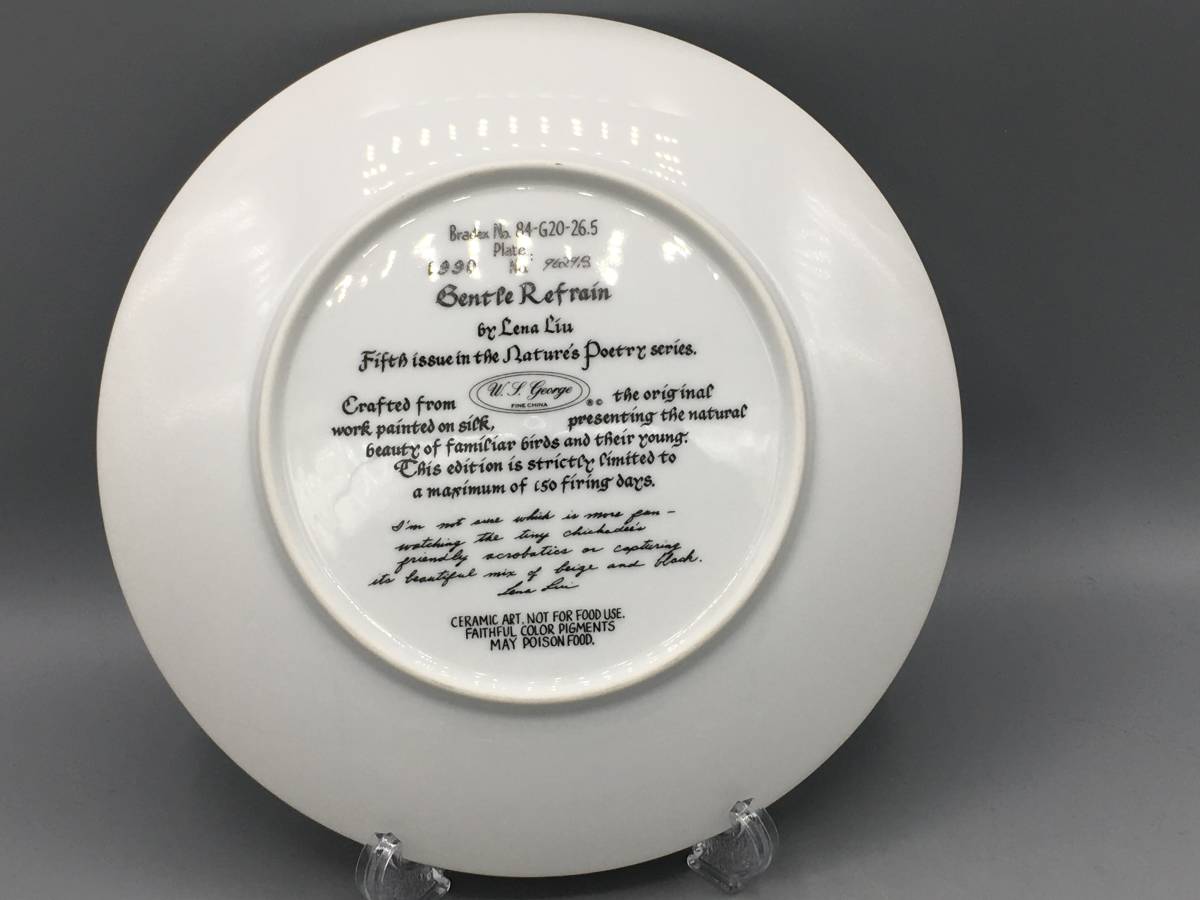 Bradex No. 84-G20-26.5
Plate
1990 No. 9629B
Gentle Refrain
by Lena Liu
Fifth issue in the Nature's Poetry series.
Crafted from W. S. George FINE CHINA ®© the original
work painted on silk, presenting the natural
beauty of familiar birds and their young.
This edition is strictly limited to
a maximum of 150 firing days.
I'm not sure which is more fun –
watching the tiny chickadee's
friendly acrobatics or capturing
its beautiful mix of beige and black.
Lena Liu
CERAMIC ART. NOT FOR FOOD USE.
FAITHFUL COLOR PIGMENTS
MAY POISON FOOD.